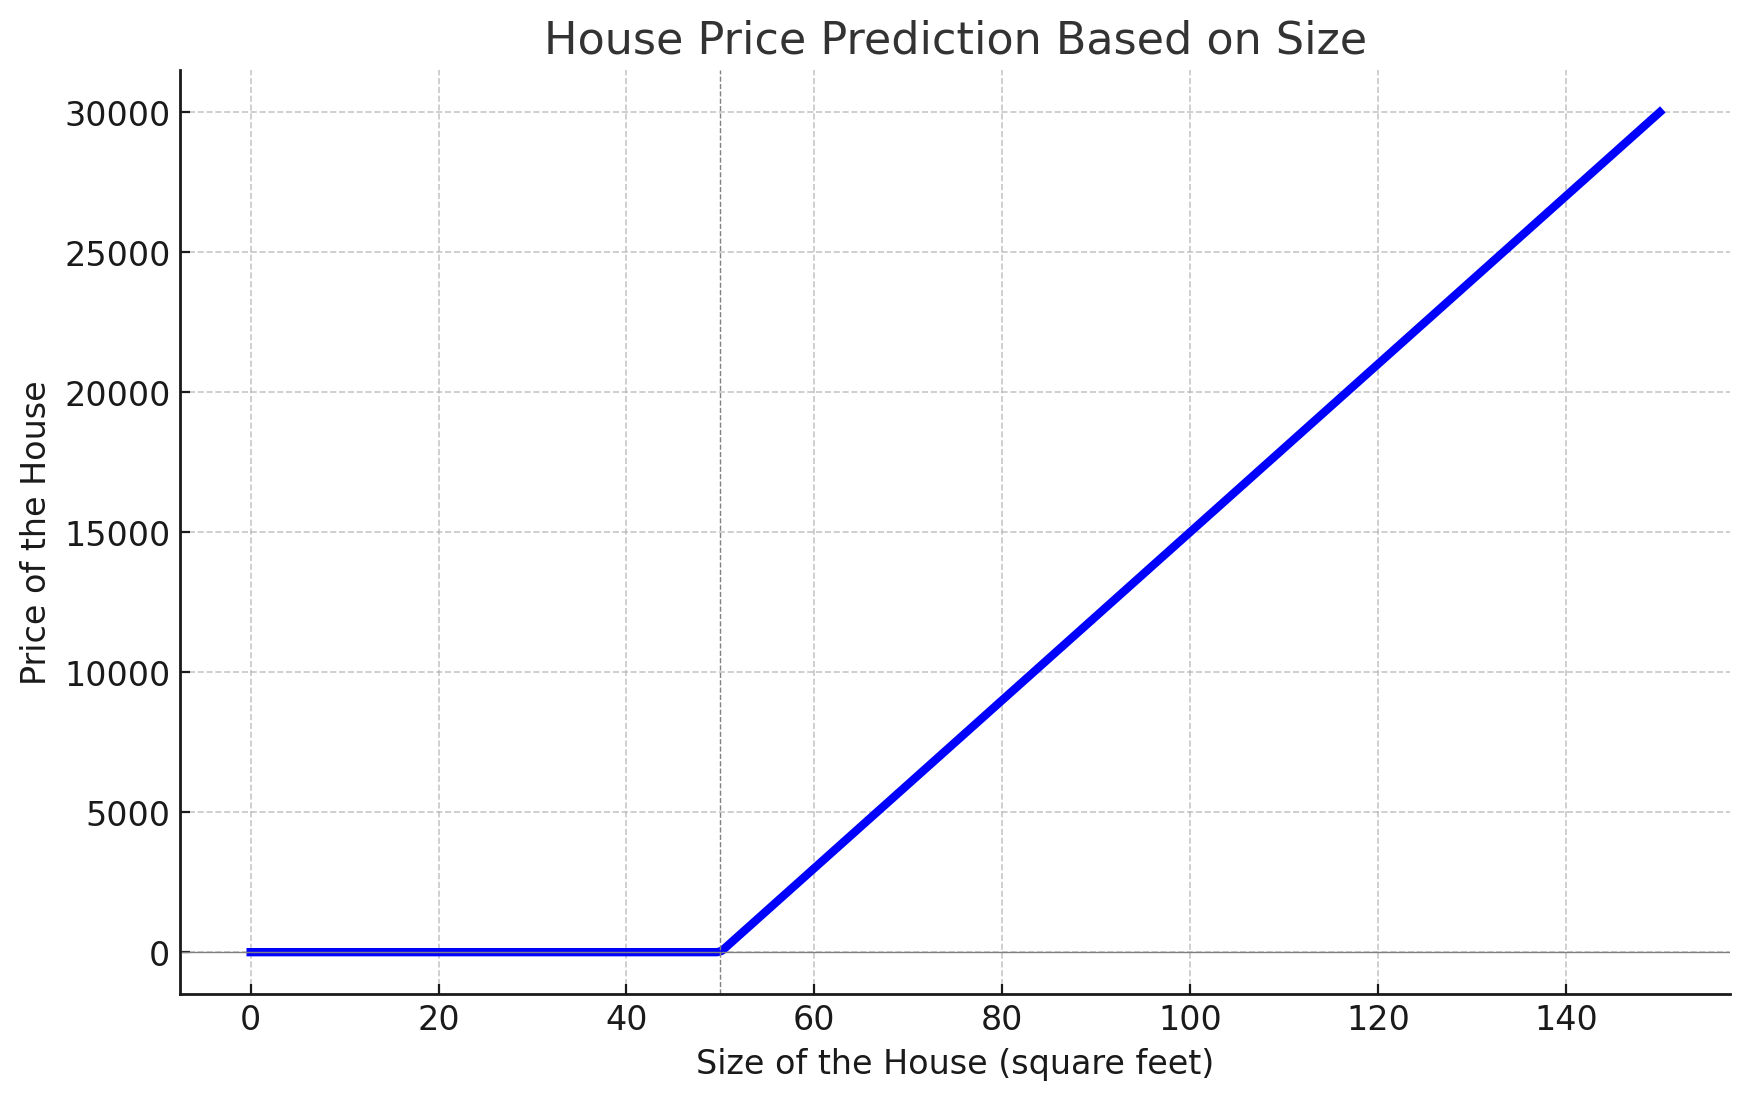 House Price Prediction Based on Size
Price of the House
30000
25000
20000
15000
10000
5000
0
0 20 40 60 80 100 120 140
Size of the House (square feet)